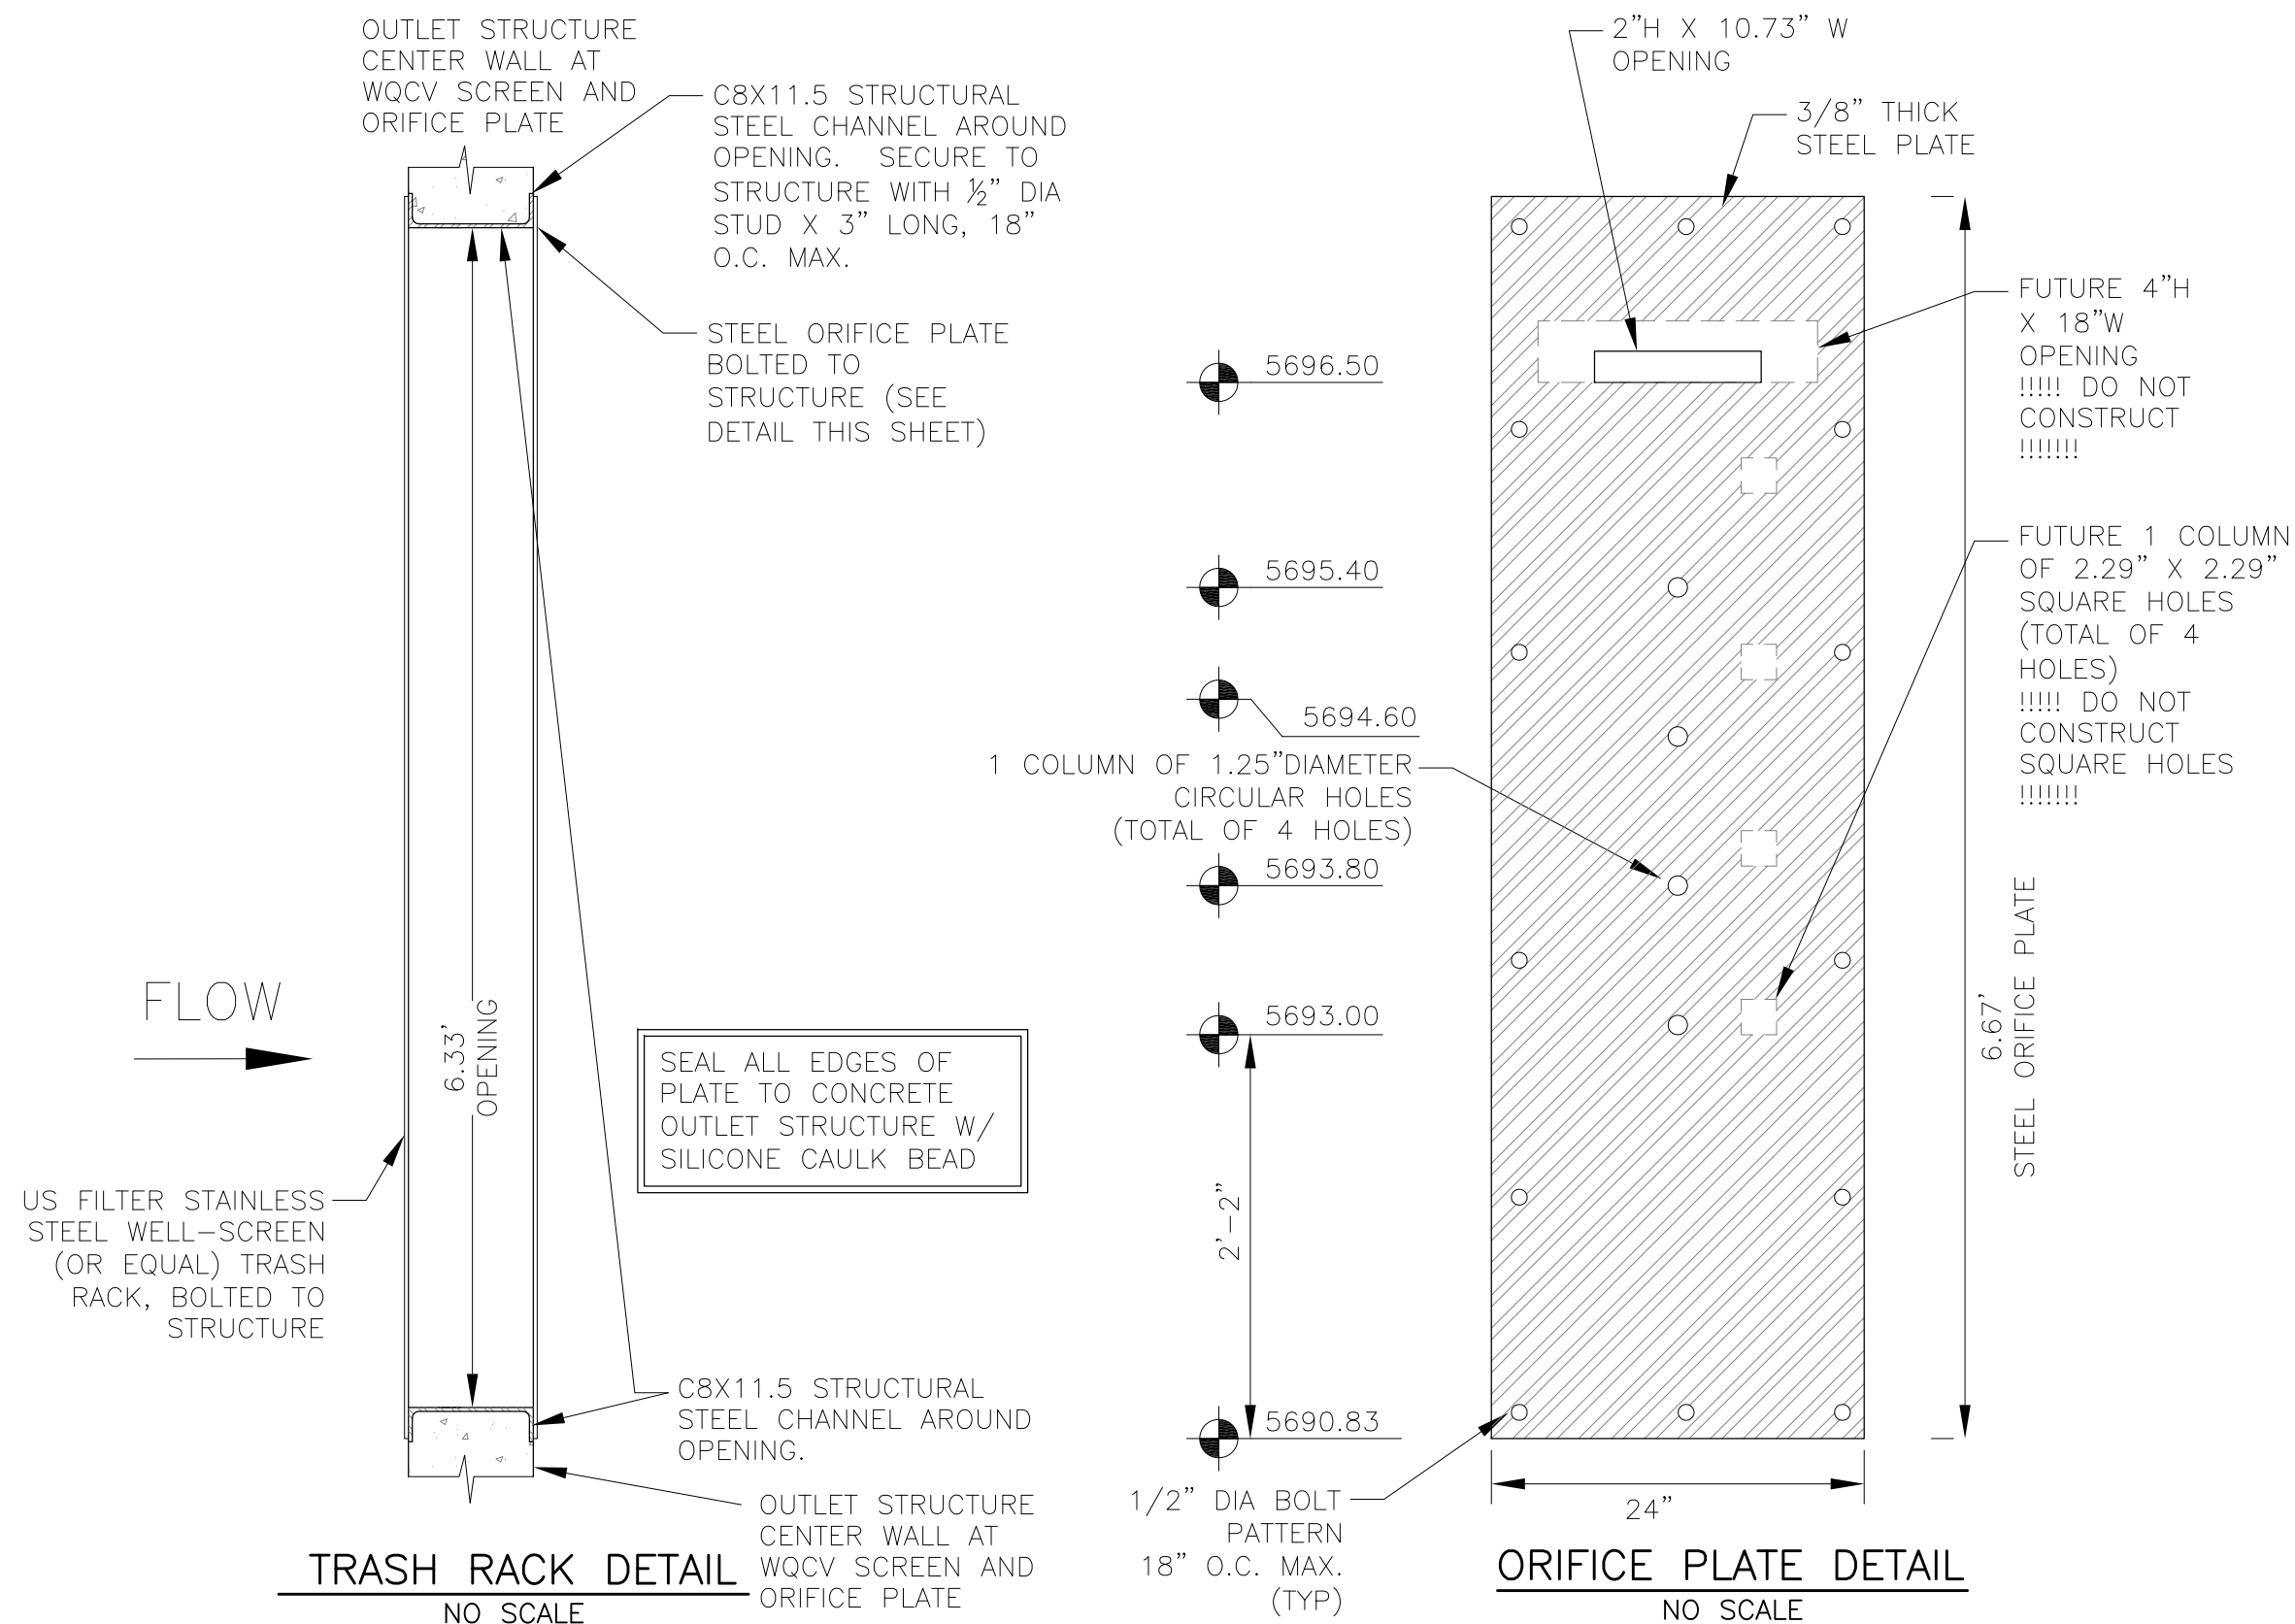 OUTLET STRUCTURE
CENTER WALL AT
WQCV SCREEN AND
ORIFICE PLATE
C8X11.5 STRUCTURAL
STEEL CHANNEL AROUND
OPENING. SECURE TO
STRUCTURE WITH ½" DIA
STUD X 3" LONG, 18"
O.C. MAX.
STEEL ORIFICE PLATE
BOLTED TO
STRUCTURE (SEE
DETAIL THIS SHEET)
FLOW
6.33'
OPENING
SEAL ALL EDGES OF
PLATE TO CONCRETE
OUTLET STRUCTURE W/
SILICONE CAULK BEAD
US FILTER STAINLESS
STEEL WELL-SCREEN
(OR EQUAL) TRASH
RACK, BOLTED TO
STRUCTURE
C8X11.5 STRUCTURAL
STEEL CHANNEL AROUND
OPENING.
OUTLET STRUCTURE
CENTER WALL AT
WQCV SCREEN AND
ORIFICE PLATE
TRASH RACK DETAIL
NO SCALE
2"H X 10.73" W
OPENING
3/8" THICK
STEEL PLATE
FUTURE 4"H
X 18"W
OPENING
!!!!! DO NOT
CONSTRUCT
!!!!!!!
FUTURE 1 COLUMN
OF 2.29" X 2.29"
SQUARE HOLES
(TOTAL OF 4
HOLES)
!!!!! DO NOT
CONSTRUCT
SQUARE HOLES
!!!!!!!
5696.50
5695.40
5694.60
1 COLUMN OF 1.25"DIAMETER
CIRCULAR HOLES
(TOTAL OF 4 HOLES)
5693.80
5693.00
2'-2"
5690.83
1/2" DIA BOLT
PATTERN
18" O.C. MAX.
(TYP)
6.67'
STEEL ORIFICE PLATE
24"
ORIFICE PLATE DETAIL
NO SCALE